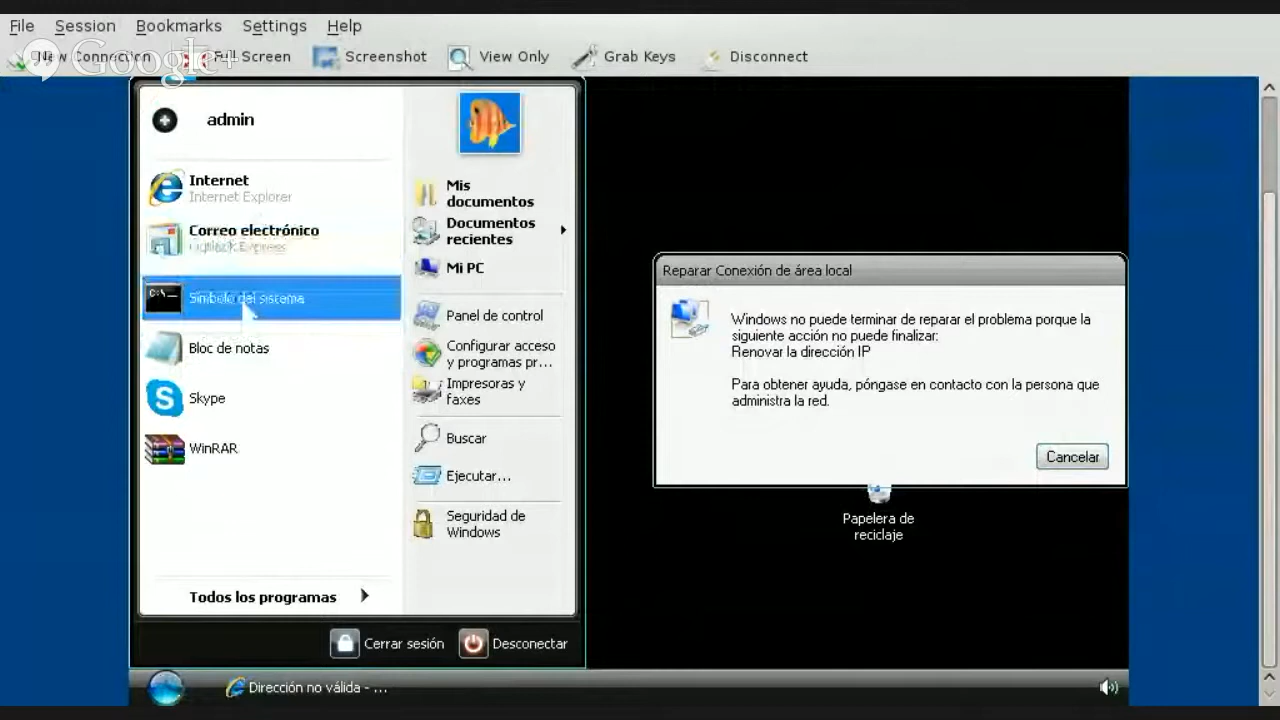 File Session Bookmarks Settings Help
New Connection Full Screen Screenshot View Only Grab Keys Disconnect
Google+
admin
Internet
Internet Explorer
Correo electrónico
Outlook Express
Símbolo del sistema
Bloc de notas
Skype
WinRAR
Todos los programas
Mis
documentos
Documentos
recientes
Mi PC
Panel de control
Configurar acceso
y programas pr...
Impresoras y
faxes
Buscar
Ejecutar...
Seguridad de
Windows
Cerrar sesión Desconectar
Reparar Conexión de área local
Windows no puede terminar de reparar el problema porque la
siguiente acción no puede finalizar:
Renovar la dirección IP
Para obtener ayuda, póngase en contacto con la persona que
administra la red.
Cancelar
Papelera de
reciclaje
Dirección no válida - ...